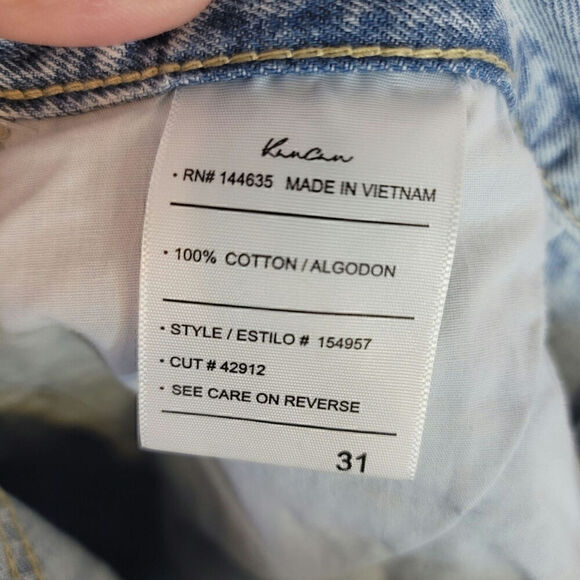 KanCan
• RN# 144635 MADE IN VIETNAM
• 100% COTTON / ALGODON
• STYLE / ESTILO # 154957
• CUT # 42912
• SEE CARE ON REVERSE
31